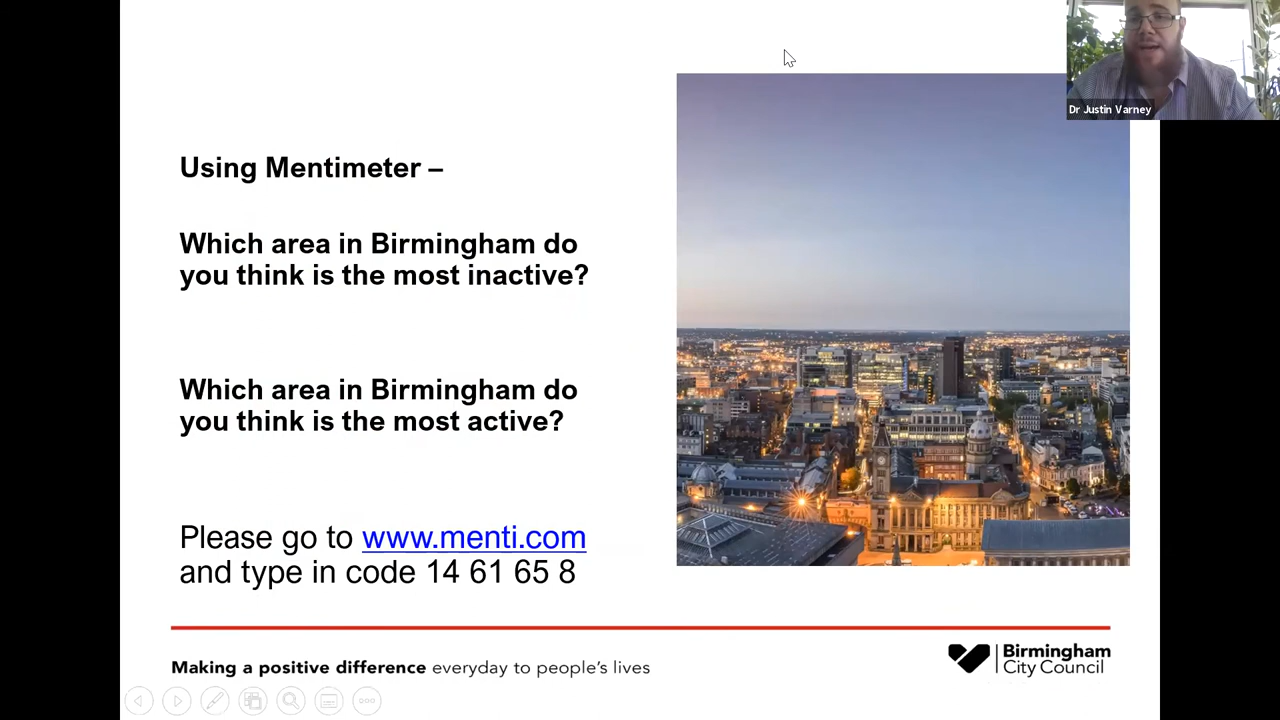 Dr Justin Varney
Using Mentimeter –
Which area in Birmingham do
you think is the most inactive?
Which area in Birmingham do
you think is the most active?
Please go to www.menti.com
and type in code 14 61 65 8
Making a positive difference everyday to people's lives
Birmingham
City Council